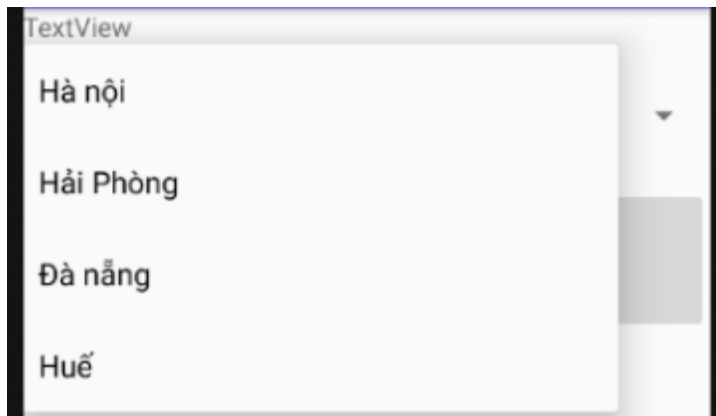 TextView
Hà nội
Hải Phòng
Đà nẵng
Huế